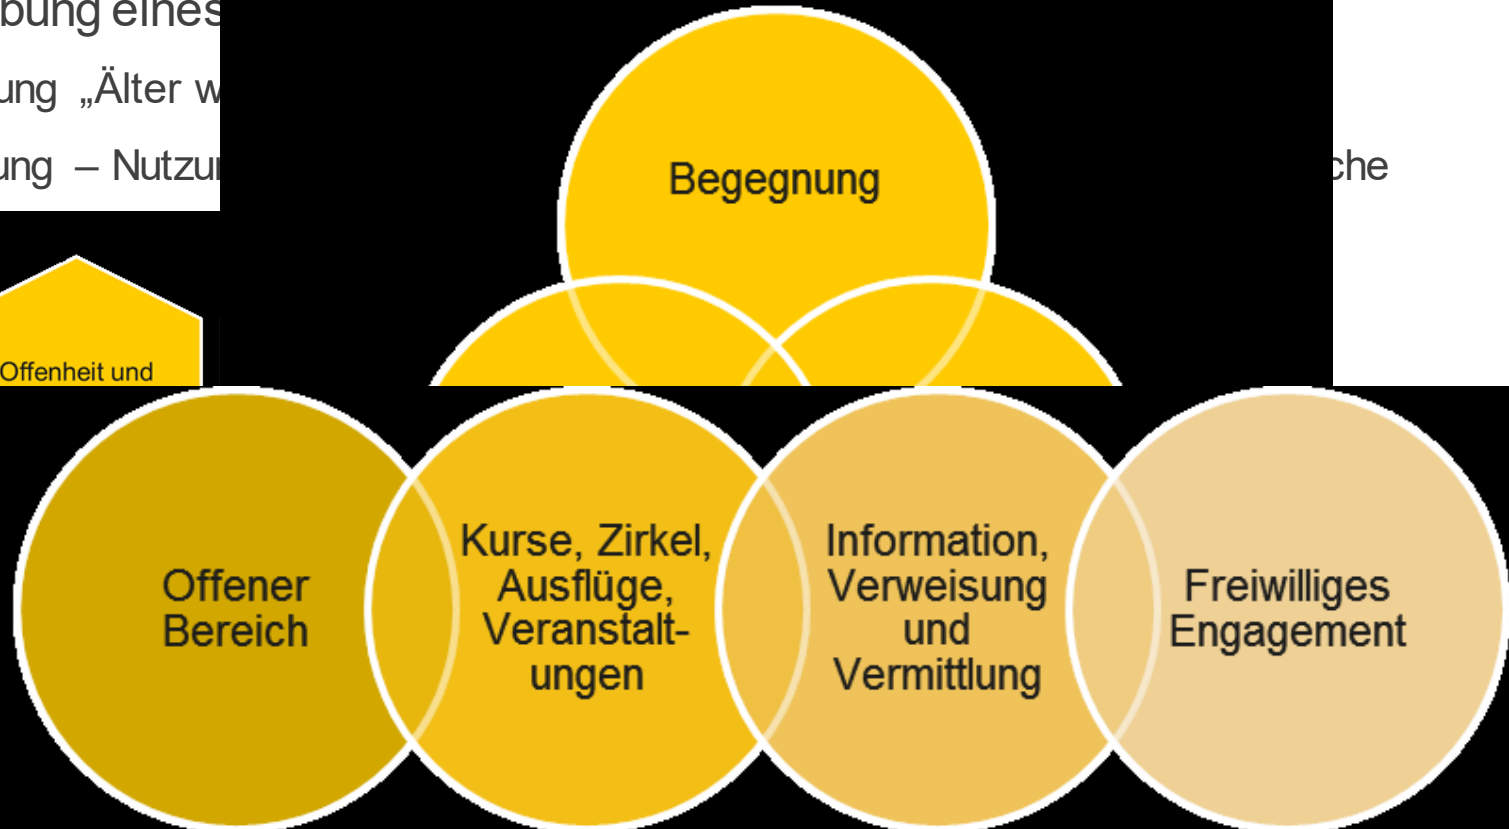 bung eines
ung „Älter w
ung – Nutzu
che
Begegnung
Offenheit und
Offener
Bereich
Kurse, Zirkel,
Ausflüge,
Veranstalt-
ungen
Information,
Verweisung
und
Vermittlung
Freiwilliges
Engagement